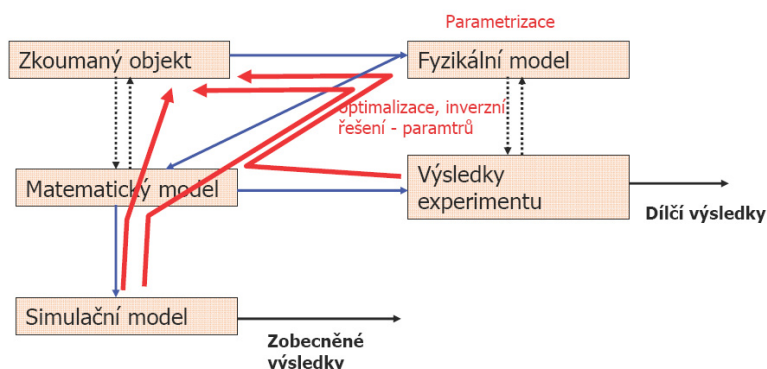 Parametrizace
Zkoumaný objekt
Fyzikální model
optimalizace, inverzní
řešení - paramtrů
Matematický model
Výsledky
experimentu
Dílčí výsledky
Simulační model
Zobecněné
výsledky